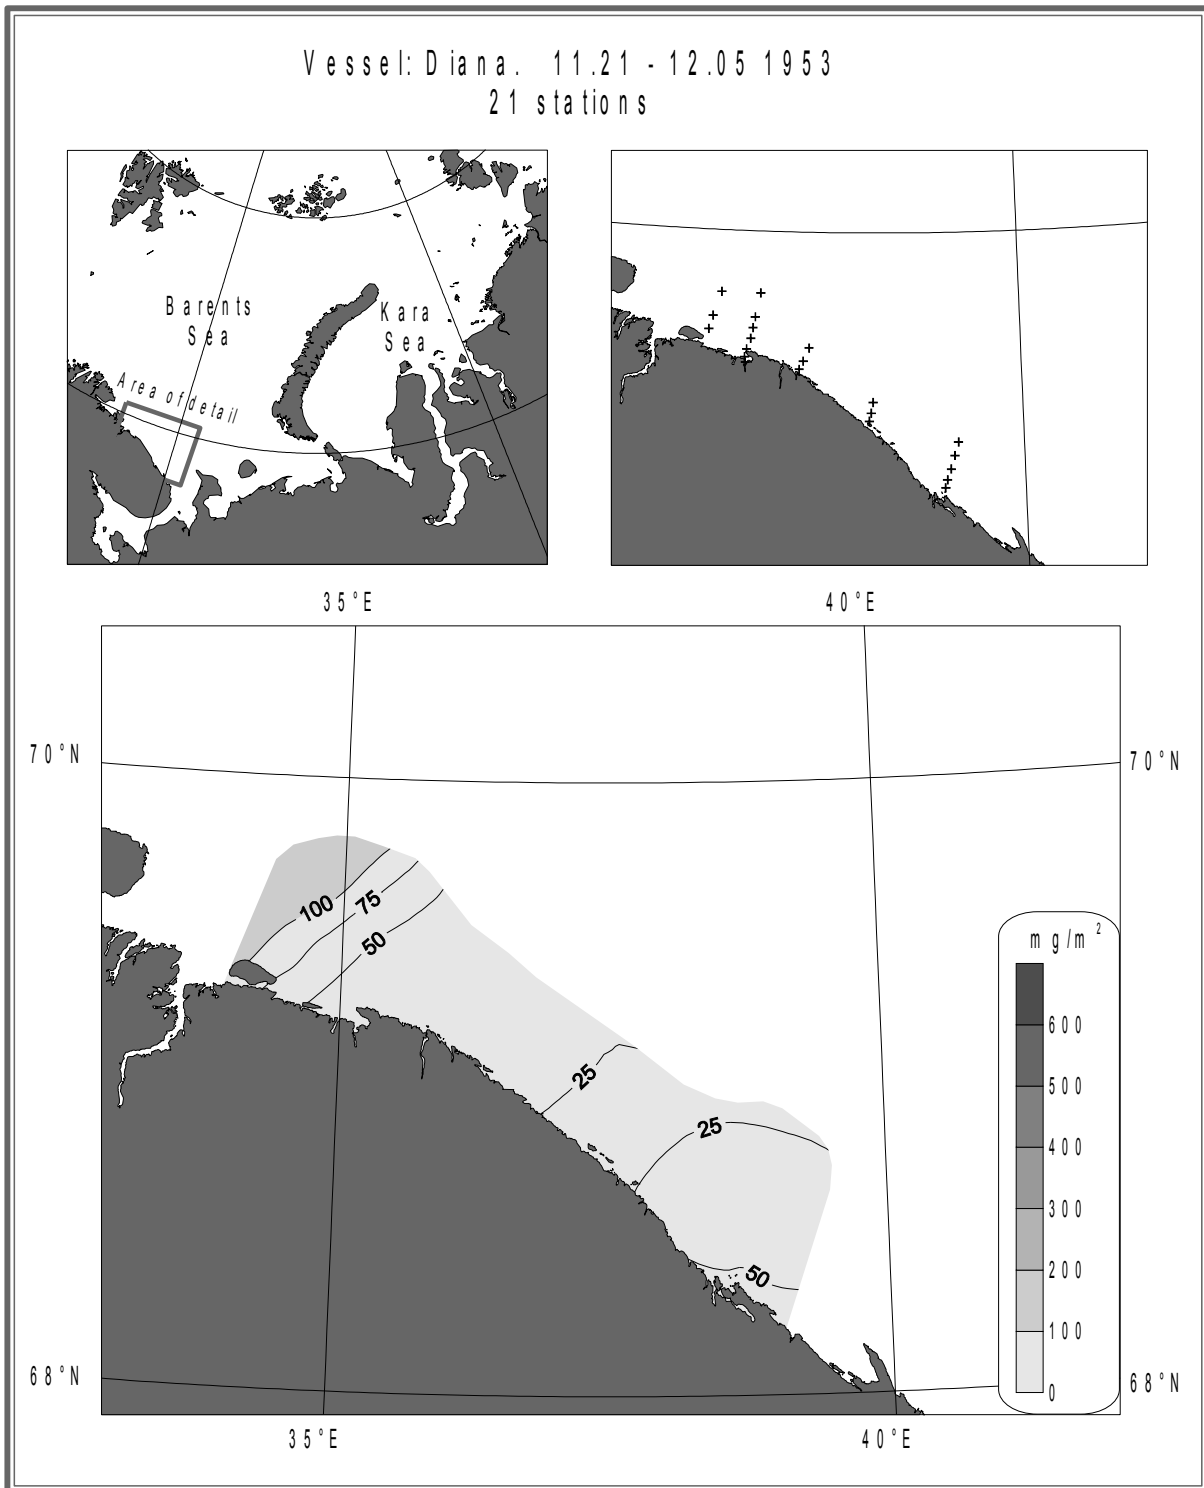 Vessel: Diana. 11.21 - 12.05 1953
21 stations
Barents
Sea
Kara
Sea
Area of detail
35°E
40°E
70°N
70°N
100
75
50
25
25
50
mg/m²
600
500
400
300
200
100
0
68°N
68°N
35°E
40°E